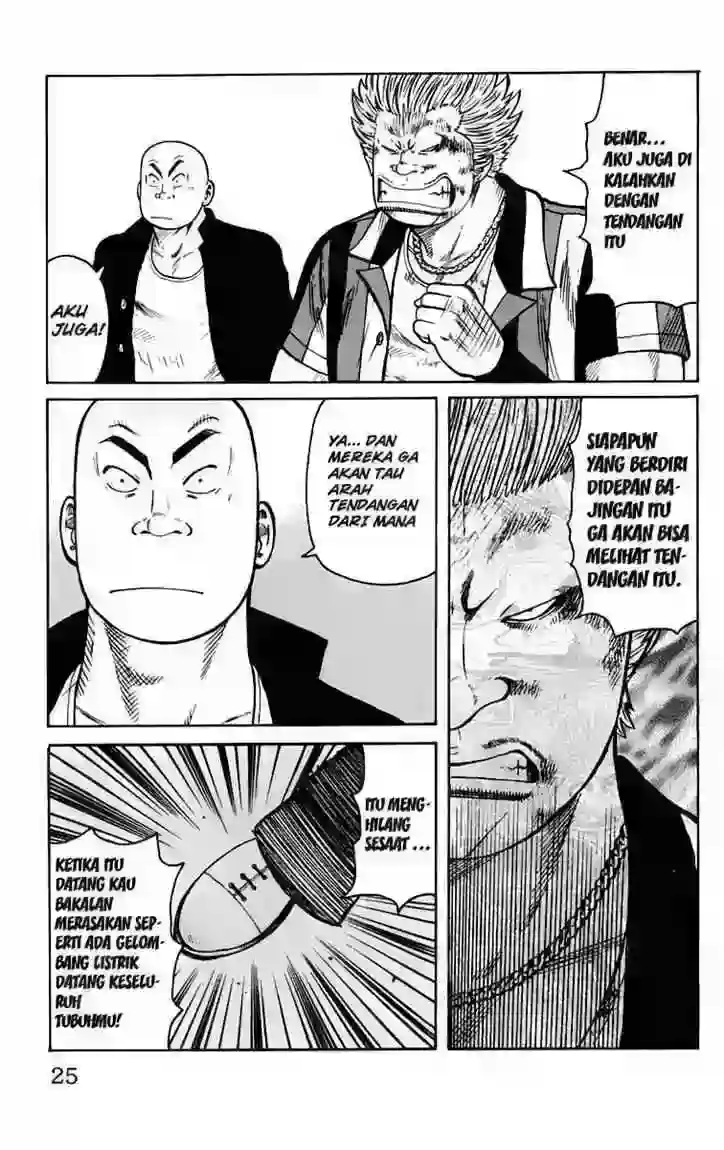 BENAR...
AKU JUGA DI
KALAHKAN
DENGAN
TENDANGAN
ITU
AKU
JUGA!
SIAPAPUN
YANG BERDIRI
DIDEPAN BA-
JINGAN ITU
GA AKAN BISA
MELIHAT TEN-
DANGAN ITU.
YA... DAN
MEREKA GA
AKAN TAU
ARAH
TENDANGAN
DARI MANA
ITU MENG-
HILANG
SESAAT...
KETIKA ITU
DATANG KAU
BAKALAN
MERASAKAN SEP-
ERTI ADA GELOM-
BANG LISTRIK
DATANG KESELU-
RUH
TUBUHMU!
25